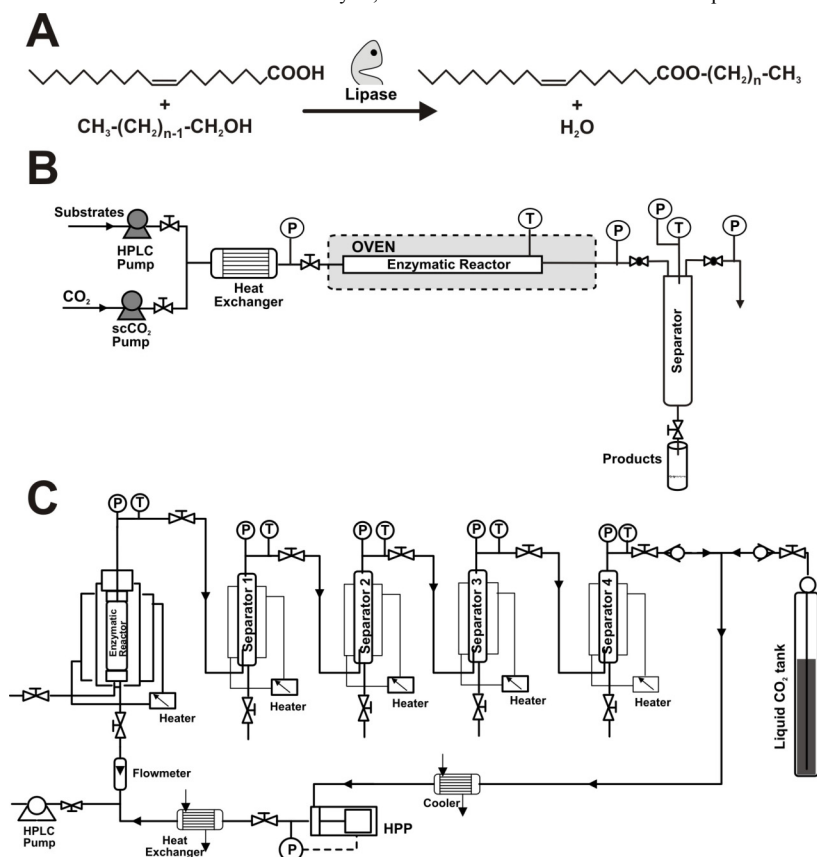 A
COOH
+
CH₃-(CH₂)ₙ₋₁-CH₂OH
Lipase
COO-(CH₂)ₙ-CH₃
+
H₂O
B
Substrates
HPLC
Pump
CO₂
scCO₂
Pump
Heat
Exchanger
P
OVEN
T
Enzymatic Reactor
P
P
T
P
Separator
Products
C
P T
Enzymatic
Reactor
Heater
P T
Separator 1
Heater
P T
Separator 2
Heater
P T
Separator 3
Heater
P T
Separator 4
Heater
Liquid CO₂ tank
Flowmeter
HPLC
Pump
Heat
Exchanger
P
HPP
Cooler